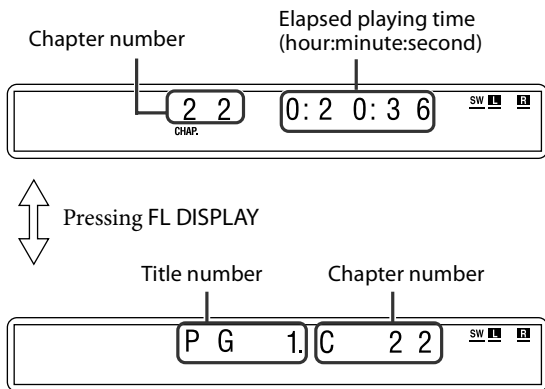 Chapter number
Elapsed playing time
(hour:minute:second)
2 2 0:2 0:3 6 SW L R
CHAP.
Pressing FL DISPLAY
Title number Chapter number
P G 1. C 2 2 SW L R